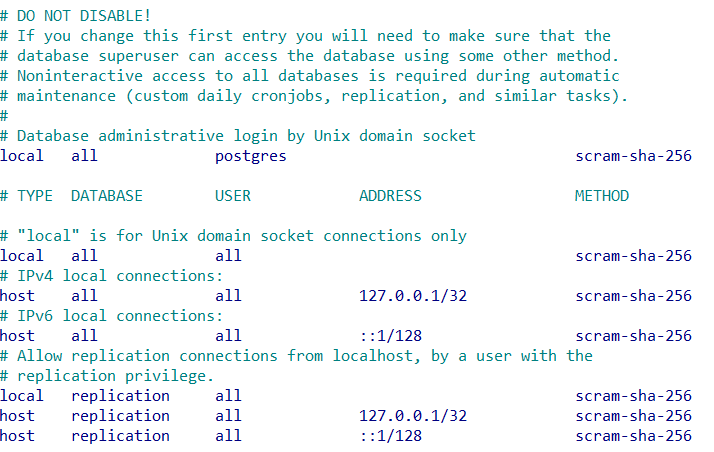 # DO NOT DISABLE!
# If you change this first entry you will need to make sure that the
# database superuser can access the database using some other method.
# Noninteractive access to all databases is required during automatic
# maintenance (custom daily cronjobs, replication, and similar tasks).
#
# Database administrative login by Unix domain socket
local   all             postgres                                scram-sha-256
# TYPE  DATABASE        USER            ADDRESS                 METHOD
# "local" is for Unix domain socket connections only
local   all             all                                     scram-sha-256
# IPv4 local connections:
host    all             all             127.0.0.1/32            scram-sha-256
# IPv6 local connections:
host    all             all             ::1/128                 scram-sha-256
# Allow replication connections from localhost, by a user with the
# replication privilege.
local   replication     all                                     scram-sha-256
host    replication     all             127.0.0.1/32            scram-sha-256
host    replication     all             ::1/128                 scram-sha-256